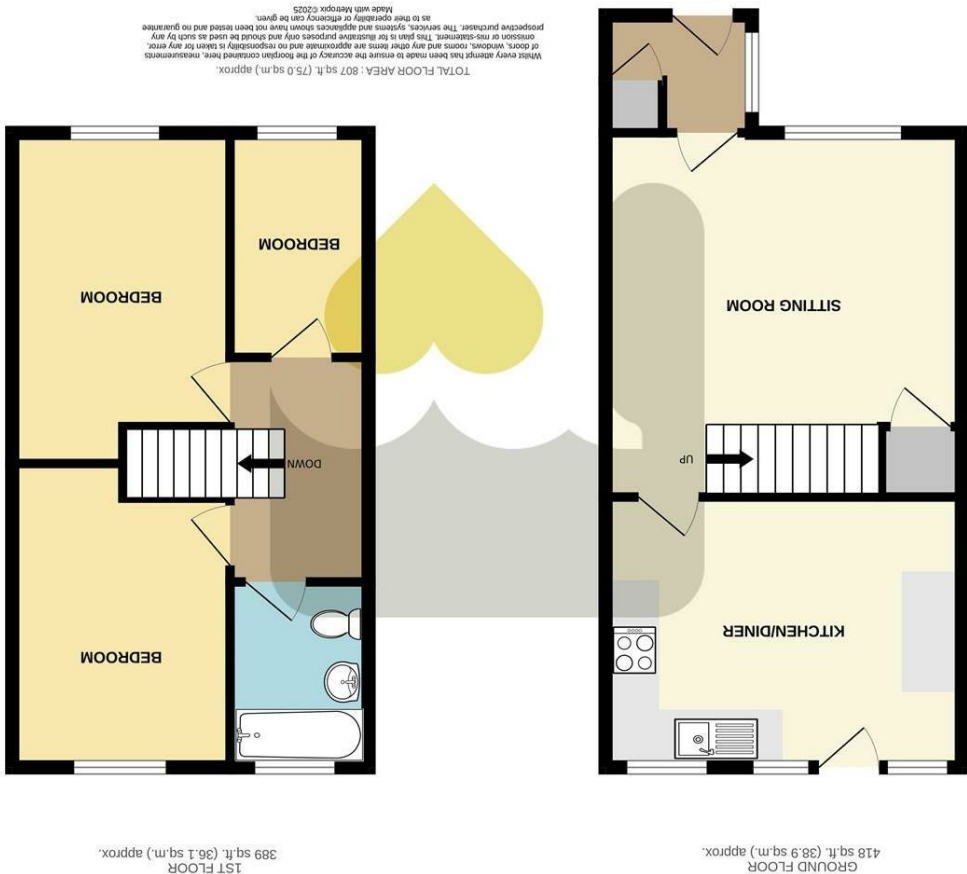 GROUND FLOOR
418 sq.ft. (38.9 sq.m.) approx.
KITCHEN/DINER
UP
SITTING ROOM
1ST FLOOR
389 sq.ft. (36.1 sq.m.) approx.
BEDROOM
DOWN
BEDROOM
BEDROOM
TOTAL FLOOR AREA : 807 sq.ft. (75.0 sq.m.) approx.
Whilst every attempt has been made to ensure the accuracy of the floorplan contained here, measurements
of doors, windows, rooms and any other items are approximate and no responsibility is taken for any error,
omission or mis-statement. This plan is for illustrative purposes only and should be used as such by any
prospective purchaser. The services, systems and appliances shown have not been tested and no guarantee
as to their operability or efficiency can be given.
Made with Metropix ©2025